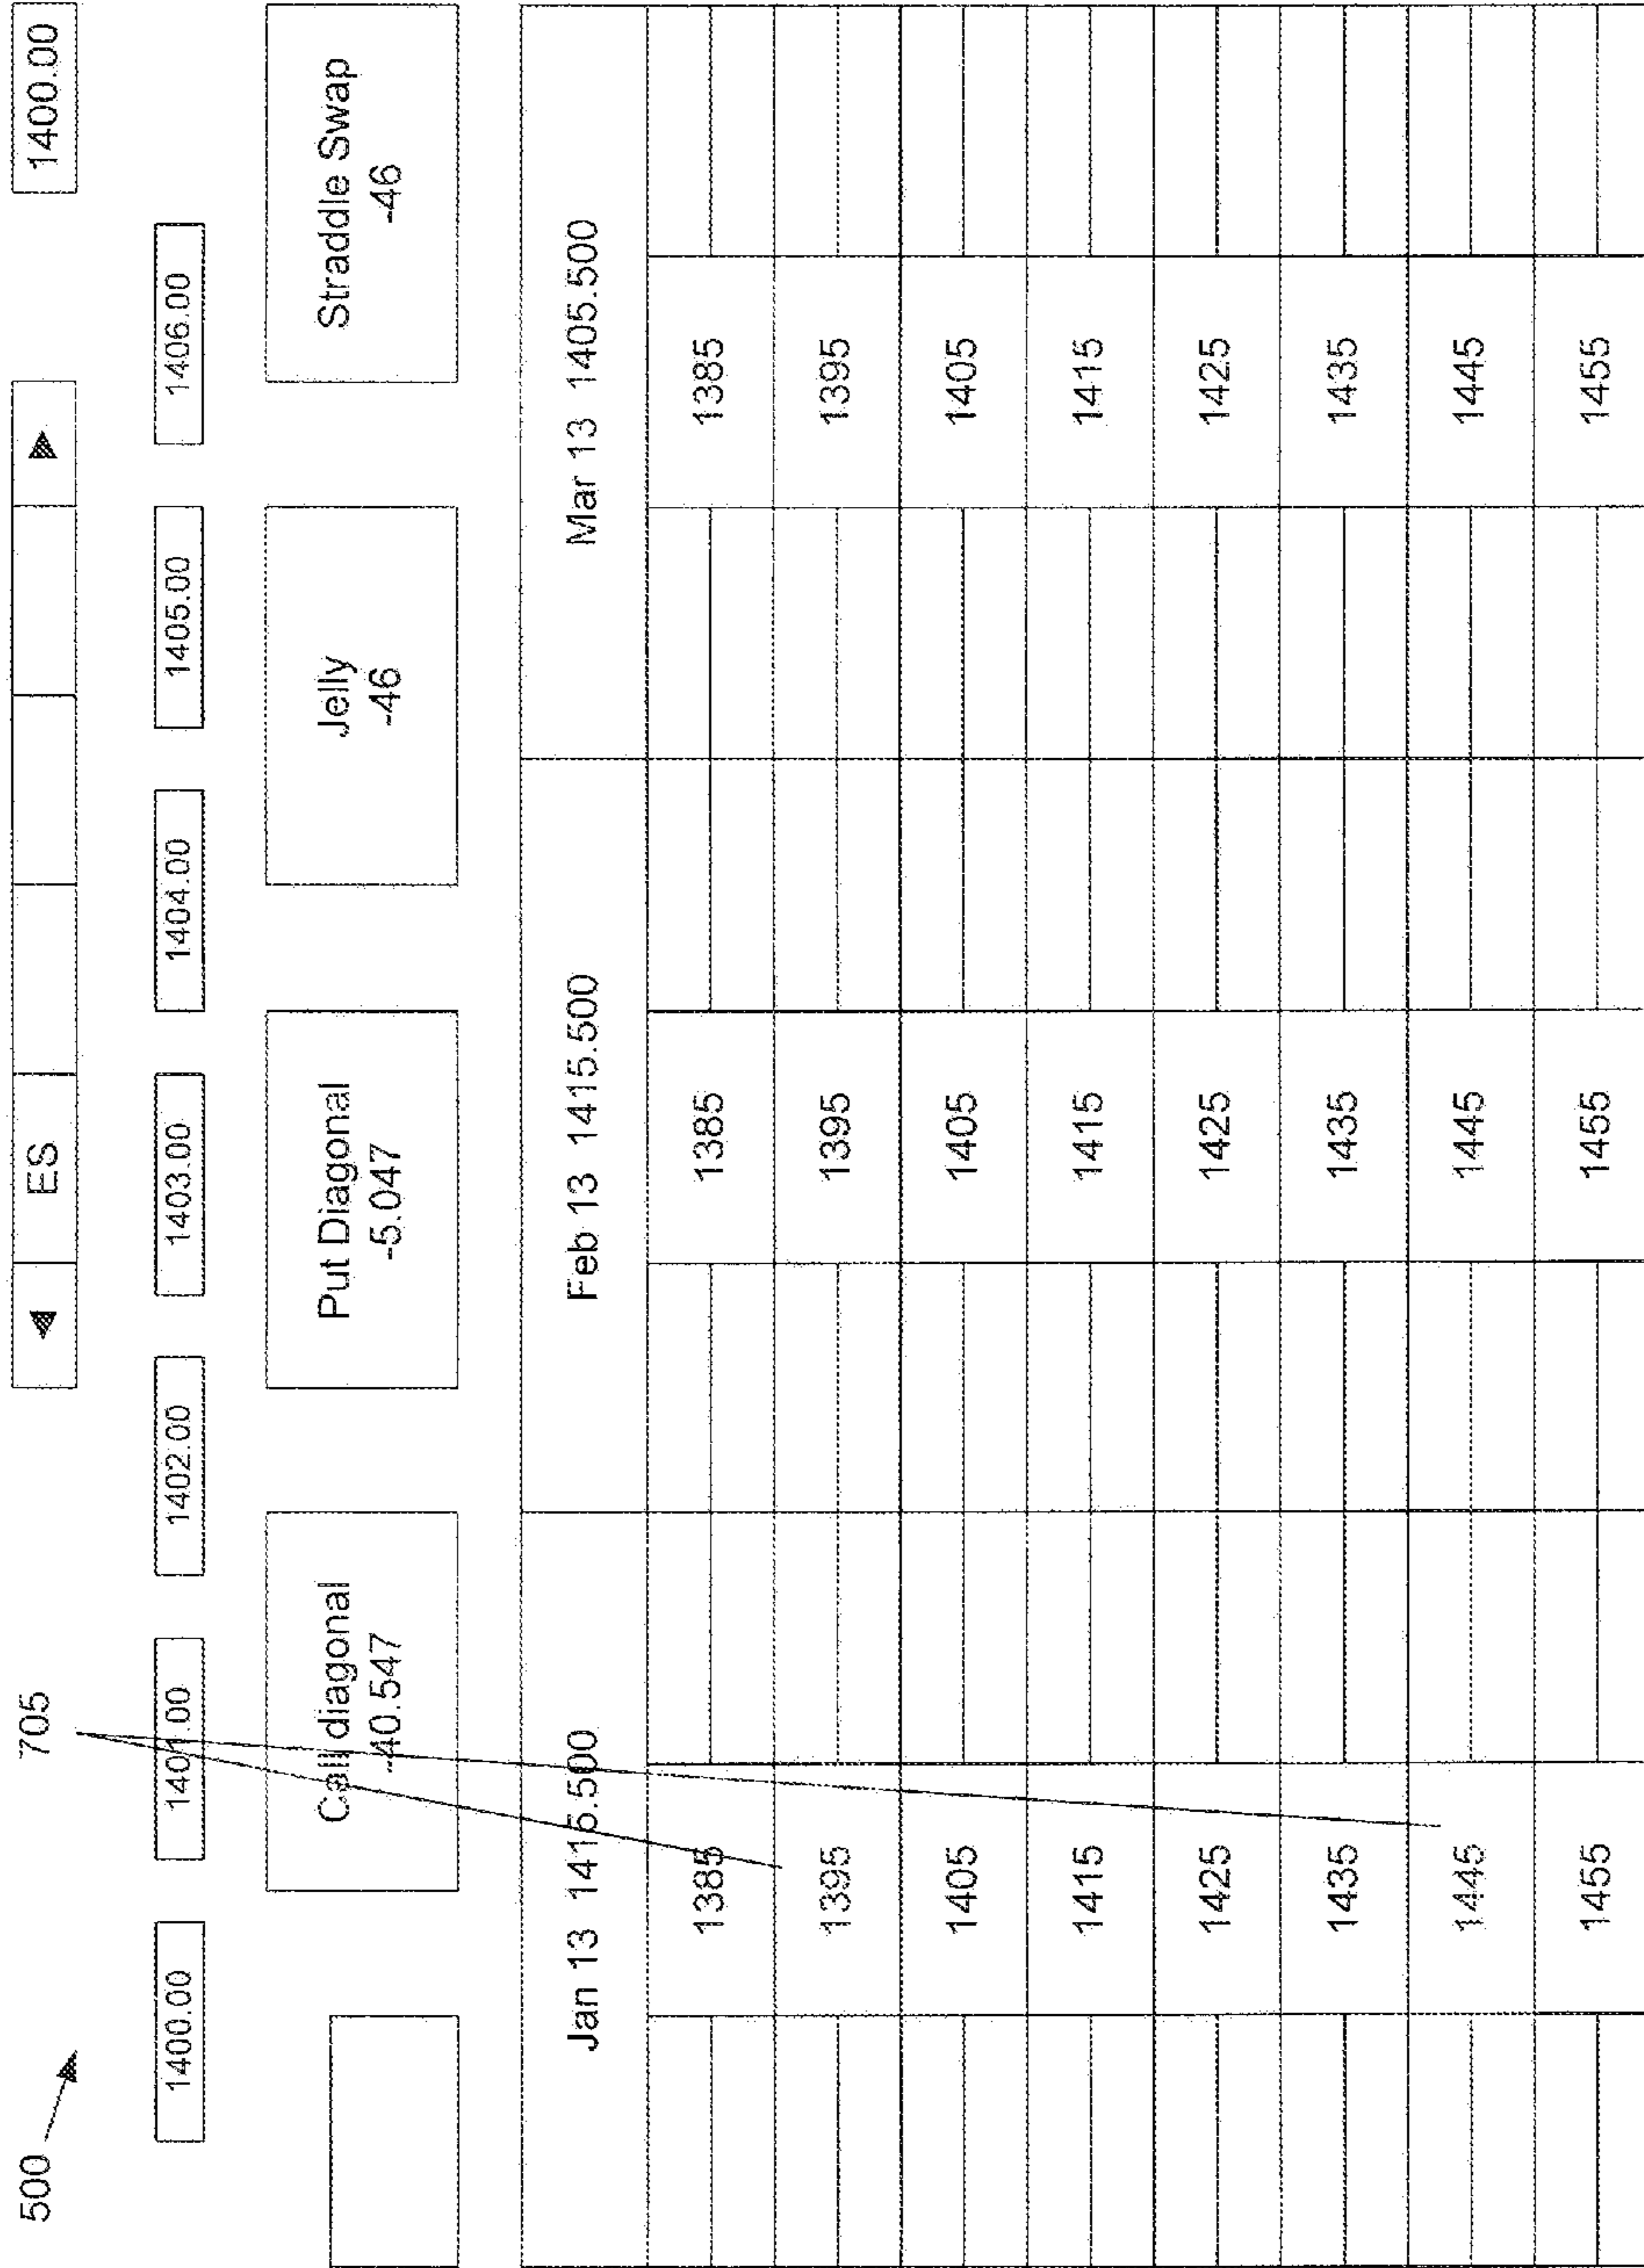 500 705 ES 1400.00
1400.00 1401.00 1402.00 1403.00 1404.00 1405.00 1406.00
Call diagonal Put Diagonal Jelly Straddle Swap
-40.547 -5.047 -46 -46
Jan 13 1415.500 Feb 13 1415.500 Mar 13 1405.500
1385 1385 1385
1395 1395 1395
1405 1405 1405
1415 1415 1415
1425 1425 1425
1435 1435 1435
1445 1445 1445
1455 1455 1455